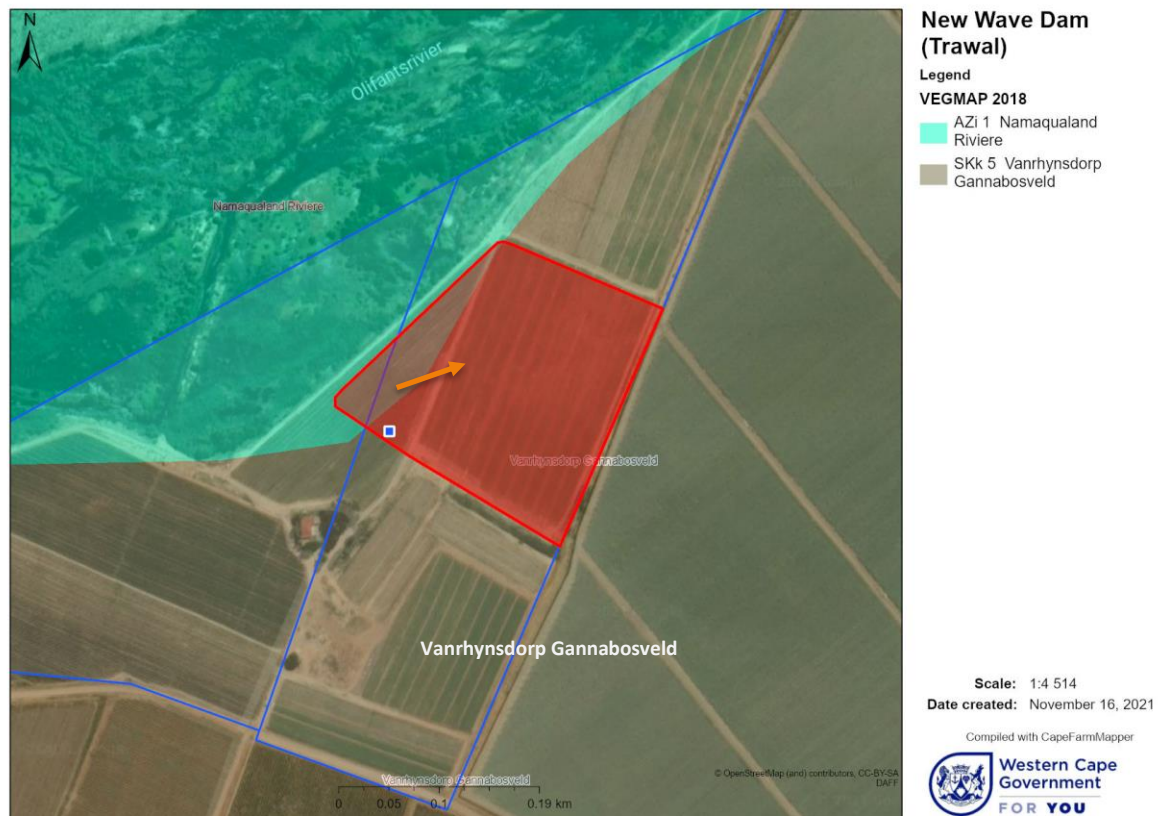 New Wave Dam
(Trawal)
Legend
VEGMAP 2018
AZi 1 Namaqualand
Riviere
SKk 5 Vanrhynsdorp
Gannabosveld
N
Olifantsrivier
Namaqualand Riviere
Vanrhynsdorp Gannabosveld
Vanrhynsdorp Gannabosveld
Vanrhynsdorp Gannabosveld
0 0.05 0.1 0.19 km
© OpenStreetMap (and) contributors, CC-BY-SA
DAFF
Scale: 1:4 514
Date created: November 16, 2021
Compiled with CapeFarmMapper
Western Cape
Government
FOR YOU